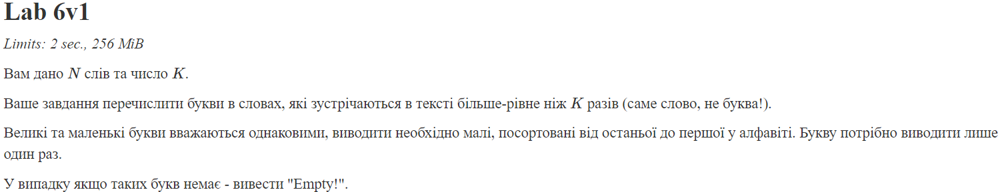 Lab 6v1
Limits: 2 sec., 256 MiB
Вам дано N слів та число K.
Ваше завдання перечислити букви в словах, які зустрічаються в тексті більше-рівне ніж K разів (саме слово, не буква!).
Великі та маленькі букви вважаються однаковими, виводити необхідно малі, посортовані від останьої до першої у алфавіті. Букву потрібно виводити лише
один раз.
У випадку якщо таких букв немає - вивести "Empty!".